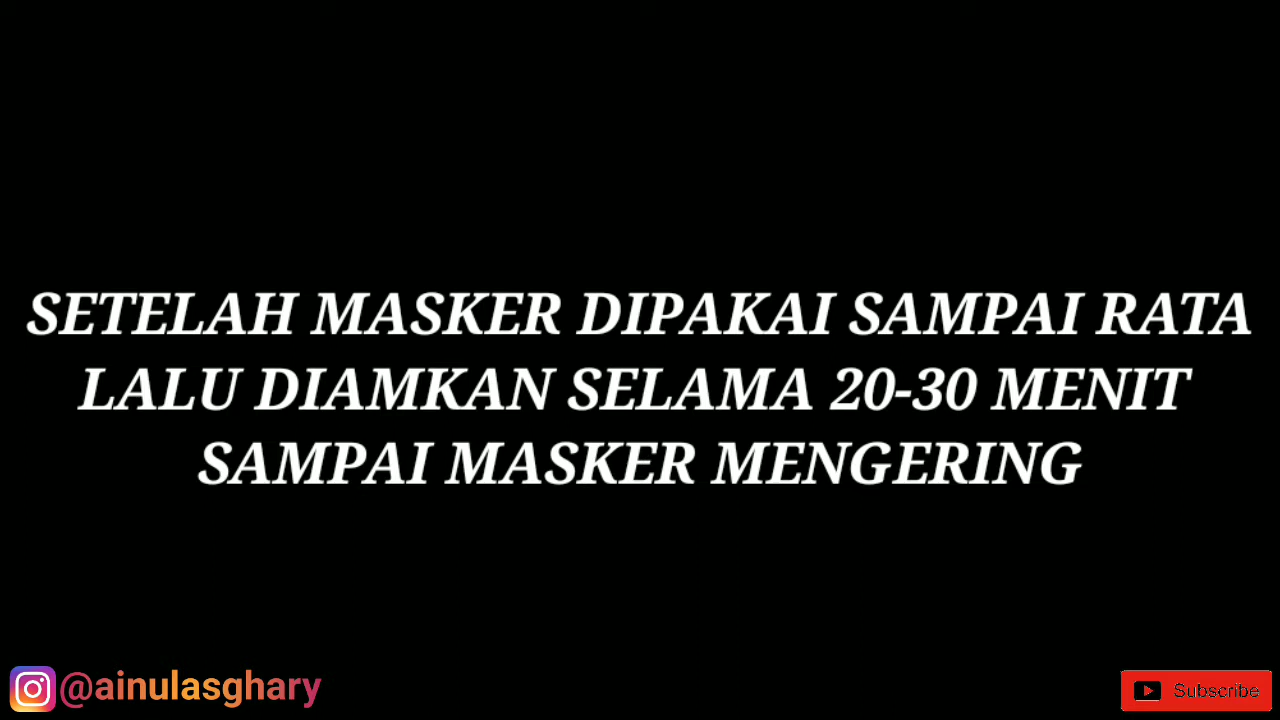 SETELAH MASKER DIPAKAI SAMPAI RATA
LALU DIAMKAN SELAMA 20-30 MENIT
SAMPAI MASKER MENGERING
@ainulasghary
Subscribe